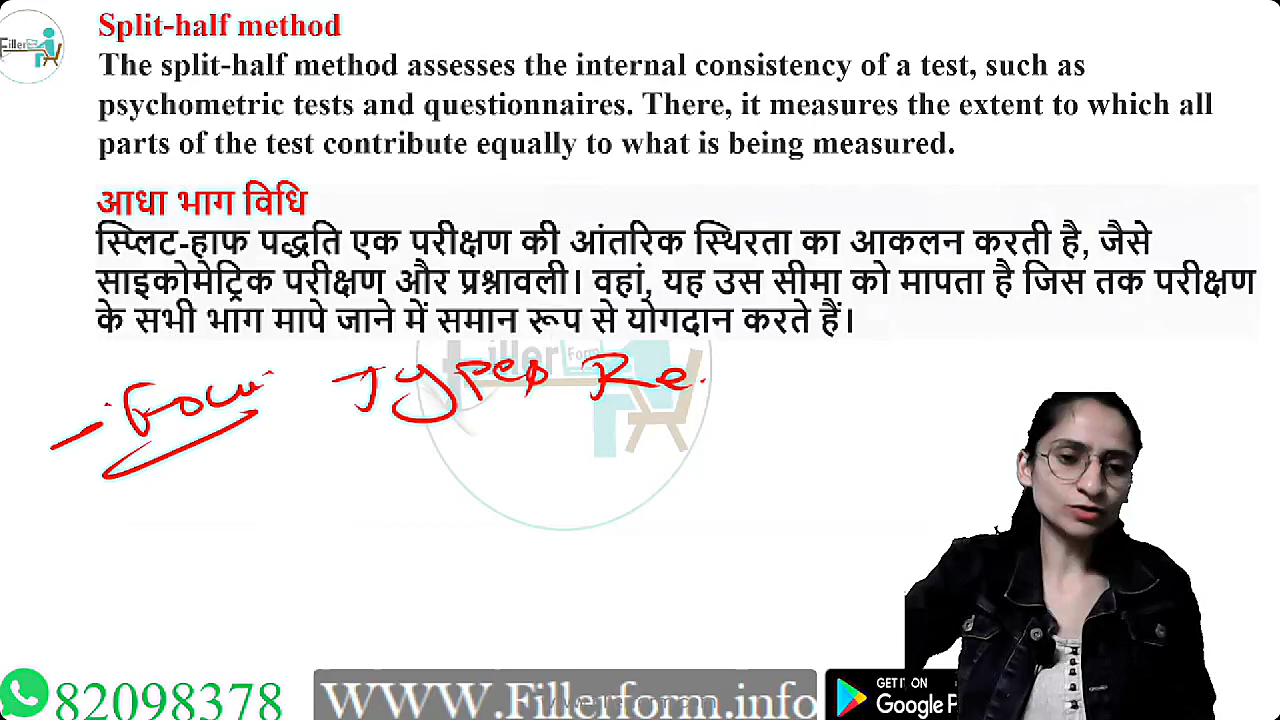 Split-half method
The split-half method assesses the internal consistency of a test, such as
psychometric tests and questionnaires. There, it measures the extent to which all
parts of the test contribute equally to what is being measured.
आधा भाग विधि
स्प्लिट-हाफ पद्धति एक परीक्षण की आंतरिक स्थिरता का आकलन करती है, जैसे
साइकोमेट्रिक परीक्षण और प्रश्नावली। वहां, यह उस सीमा को मापता है जिस तक परीक्षण
के सभी भाग मापे जाने में समान रूप से योगदान करते हैं।
Filler Form
Types Re.
82098378
WWW.Fillerform.info
GET IT ON
Google P